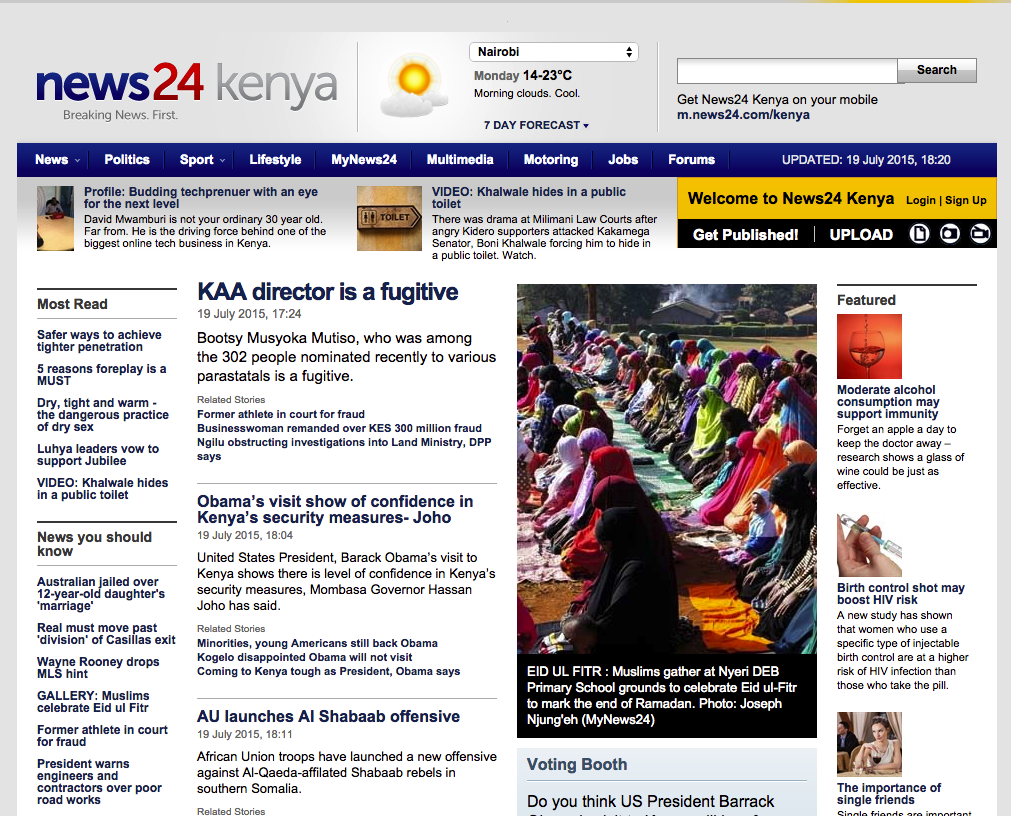 news24 kenya
Breaking News. First.
Nairobi
Monday 14-23°C
Morning clouds. Cool.
7 DAY FORECAST
Search
Get News24 Kenya on your mobile
m.news24.com/kenya
News
Politics
Sport
Lifestyle
MyNews24
Multimedia
Motoring
Jobs
Forums
UPDATED: 19 July 2015, 18:20
Profile: Budding techprenuer with an eye
for the next level
David Mwamburi is not your ordinary 30 year old.
Far from. He is the driving force behind one of the
biggest online tech business in Kenya.
TOILET
VIDEO: Khalwale hides in a public
toilet
There was drama at Milimani Law Courts after
angry Kidero supporters attacked Kakamega
Senator, Boni Khalwale forcing him to hide in
a public toilet. Watch.
Welcome to News24 Kenya
Login | Sign Up
Get Published!
UPLOAD
Most Read
Safer ways to achieve
tighter penetration
5 reasons foreplay is a
MUST
Dry, tight and warm -
the dangerous practice
of dry sex
Luhya leaders vow to
support Jubilee
VIDEO: Khalwale hides
in a public toilet
News you should
know
Australian jailed over
12-year-old daughter's
'marriage'
Real must move past
'division' of Casillas exit
Wayne Rooney drops
MLS hint
GALLERY: Muslims
celebrate Eid ul Fitr
Former athlete in court
for fraud
President warns
engineers and
contractors over poor
road works
KAA director is a fugitive
19 July 2015, 17:24
Bootsy Musyoka Mutiso, who was among
the 302 people nominated recently to various
parastatals is a fugitive.
Related Stories
Former athlete in court for fraud
Businesswoman remanded over KES 300 million fraud
Ngilu obstructing investigations into Land Ministry, DPP
says
Obama's visit show of confidence in
Kenya's security measures- Joho
19 July 2015, 18:04
United States President, Barack Obama's visit to
Kenya shows there is level of confidence in Kenya's
security measures, Mombasa Governor Hassan
Joho has said.
Related Stories
Minorities, young Americans still back Obama
Kogelo disappointed Obama will not visit
Coming to Kenya tough as President, Obama says
AU launches Al Shabaab offensive
19 July 2015, 18:11
African Union troops have launched a new offensive
against Al-Qaeda-affilated Shabaab rebels in
southern Somalia.
Related Stories
EID UL FITR : Muslims gather at Nyeri DEB
Primary School grounds to celebrate Eid ul-Fitr
to mark the end of Ramadan. Photo: Joseph
Njung'eh (MyNews24)
Voting Booth
Do you think US President Barrack
Featured
Moderate alcohol
consumption may
support immunity
Forget an apple a day to
keep the doctor away –
research shows a glass of
wine could be just as
effective.
Birth control shot may
boost HIV risk
A new study has shown
that women who use a
specific type of injectable
birth control are at a higher
risk of HIV infection than
those who take the pill.
The importance of
single friends
Single friends are important